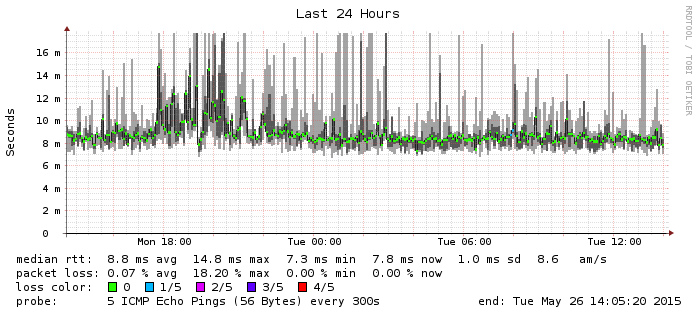 Last 24 Hours
RRDTOOL / TOBI OETIKER
Seconds
16 m
14 m
12 m
10 m
8 m
6 m
4 m
2 m
0
Mon 18:00 Tue 00:00 Tue 06:00 Tue 12:00
median rtt: 8.8 ms avg 14.8 ms max 7.3 ms min 7.8 ms now 1.0 ms sd 8.6 am/s
packet loss: 0.07 % avg 18.20 % max 0.00 % min 0.00 % now
loss color: 0 1/5 2/5 3/5 4/5
probe: 5 ICMP Echo Pings (56 Bytes) every 300s end: Tue May 26 14:05:20 2015